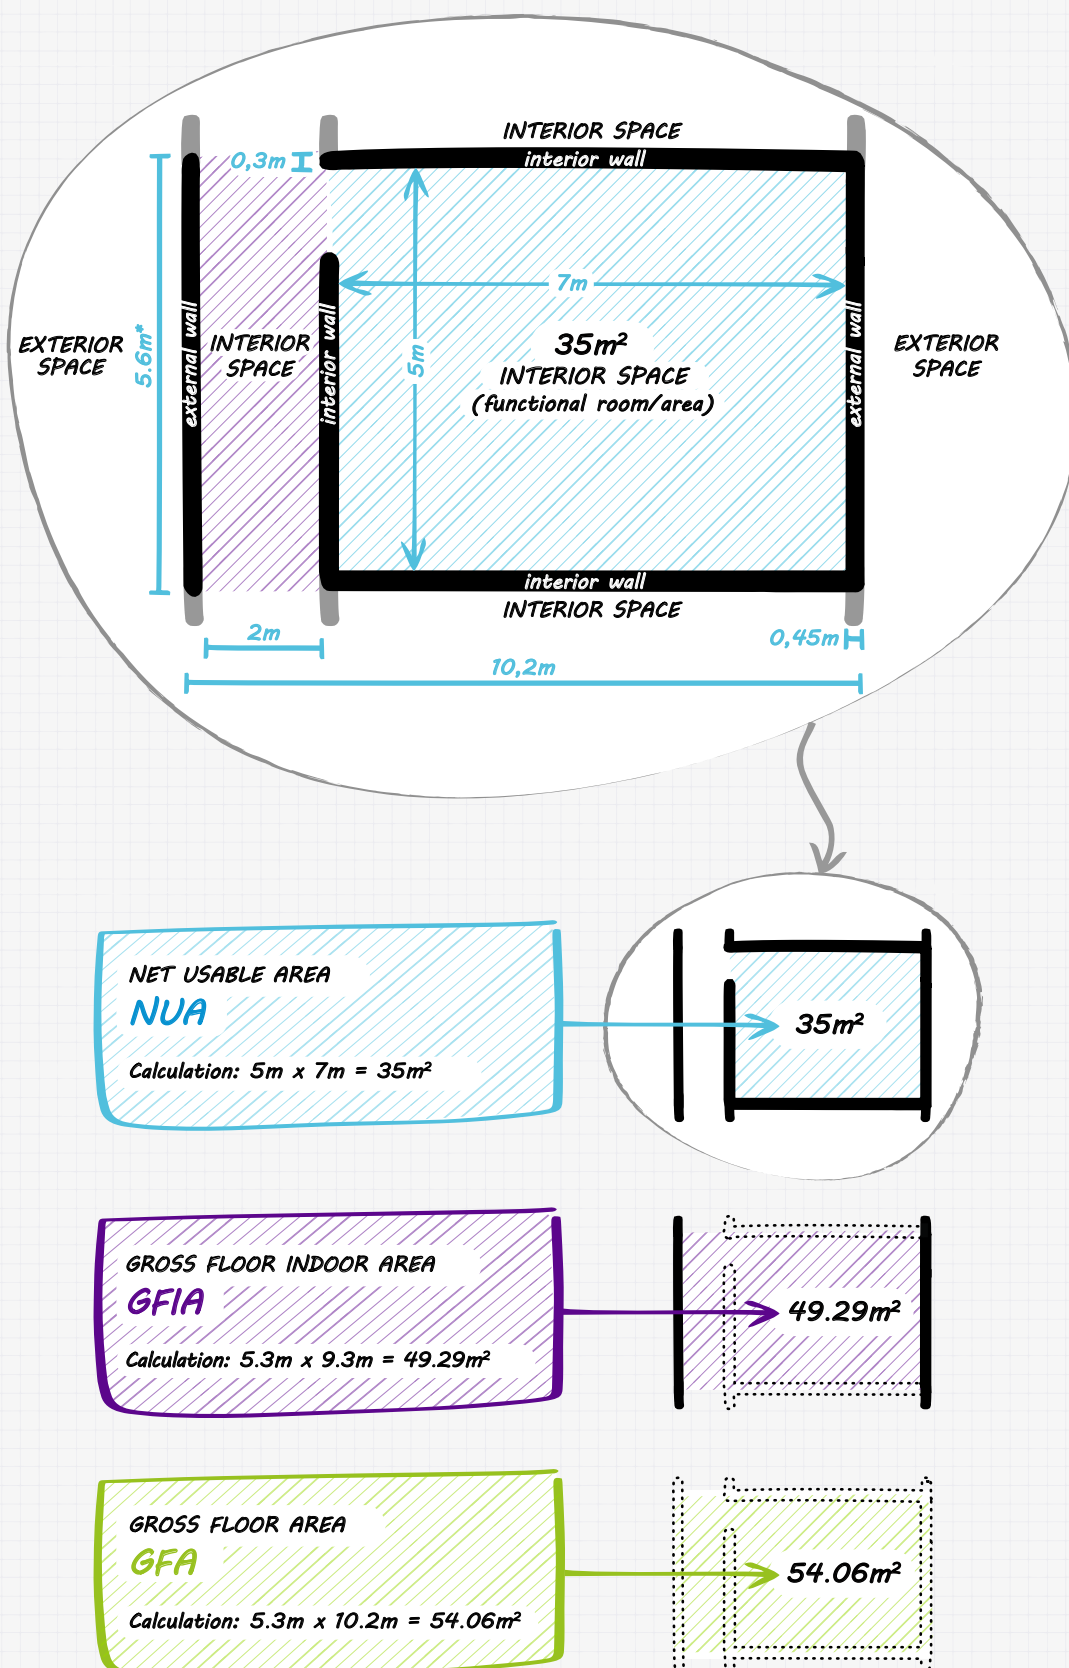 INTERIOR SPACE
interior wall
0,3m
7m
5.6m*
external wall
INTERIOR
SPACE
interior wall
5m
35m²
INTERIOR SPACE
(functional room/area)
external wall
EXTERIOR
SPACE
EXTERIOR
SPACE
interior wall
INTERIOR SPACE
2m
0,45m
10,2m
NET USABLE AREA
NUA
Calculation: 5m x 7m = 35m²
35m²
GROSS FLOOR INDOOR AREA
GFIA
Calculation: 5.3m x 9.3m = 49.29m²
49.29m²
GROSS FLOOR AREA
GFA
Calculation: 5.3m x 10.2m = 54.06m²
54.06m²